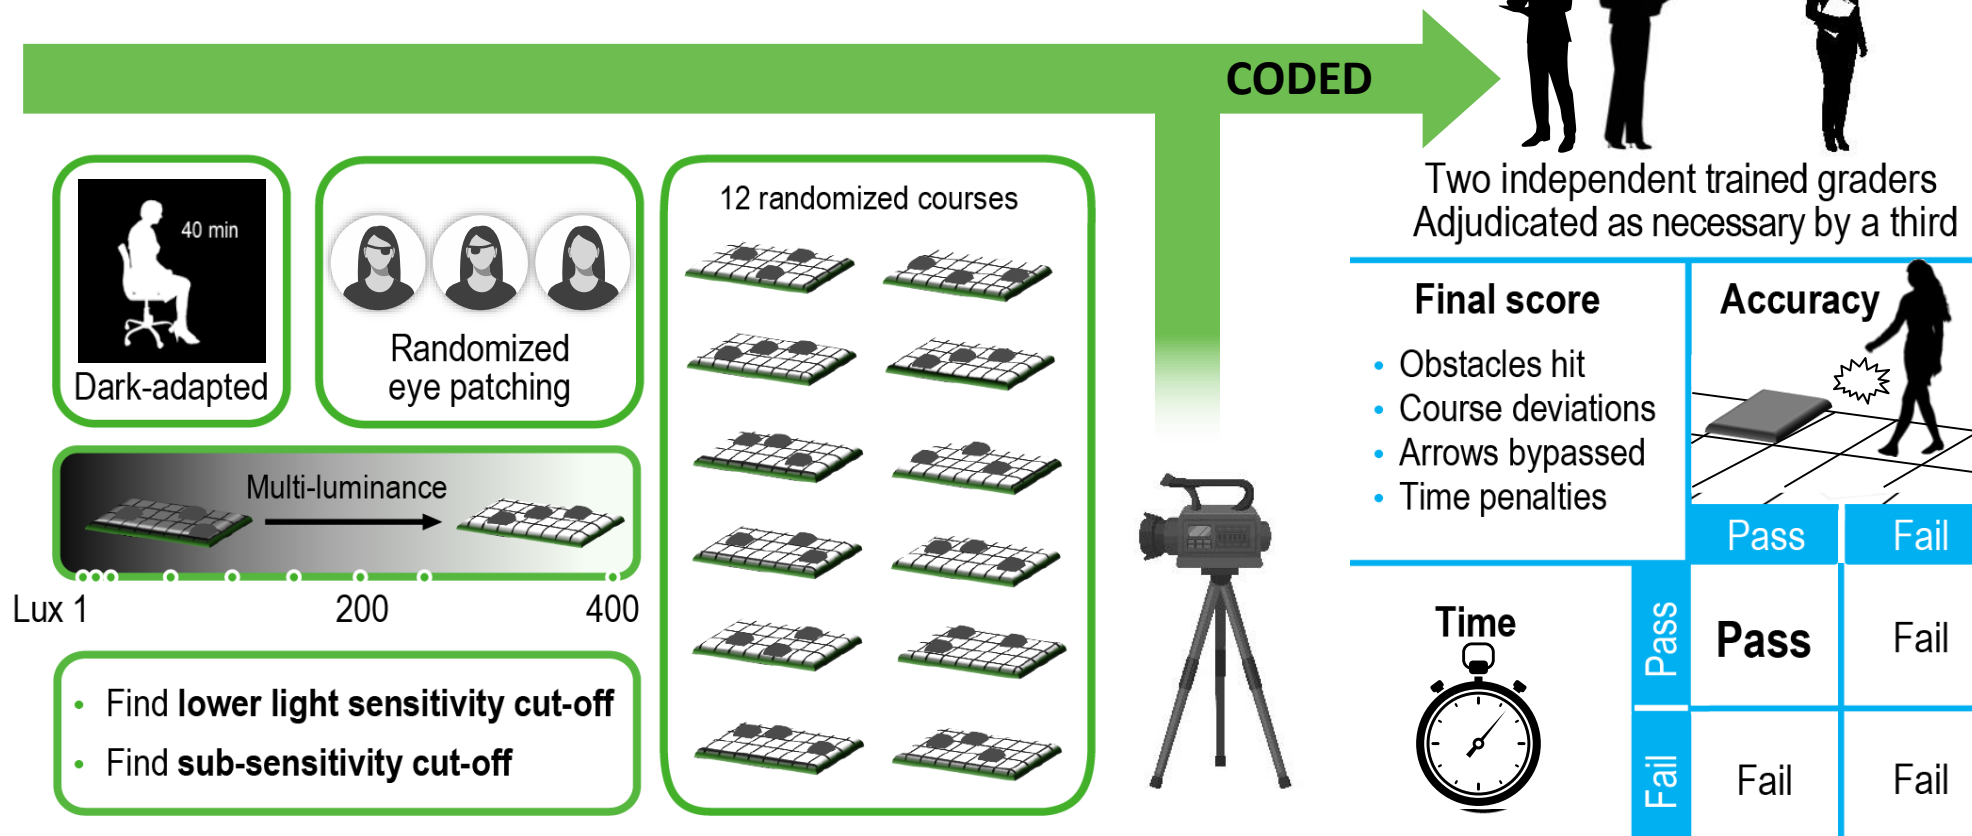 CODED
40 min
Dark-adapted
Randomized
eye patching
12 randomized courses
Multi-luminance
Lux 1
200
400
• Find lower light sensitivity cut-off
• Find sub-sensitivity cut-off
Two independent trained graders
Adjudicated as necessary by a third
Final score
• Obstacles hit
• Course deviations
• Arrows bypassed
• Time penalties
Accuracy
Pass
Fail
Time
Pass
Pass
Fail
Fail
Fail
Fail